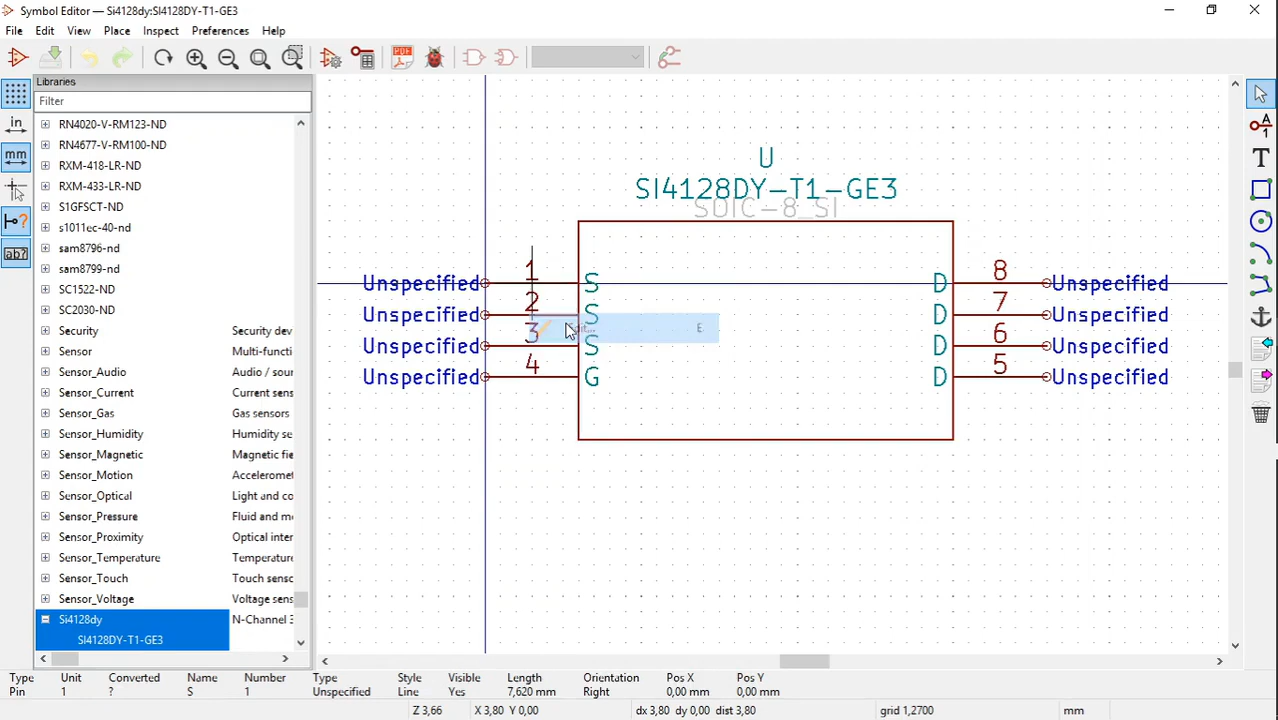 Symbol Editor — Si4128dy:SI4128DY-T1-GE3
File Edit View Place Inspect Preferences Help
PDF
Libraries
Filter
in
mm
ab?
RN4020-V-RM123-ND
RN4677-V-RM100-ND
RXM-418-LR-ND
RXM-433-LR-ND
S1GFSCT-ND
s1011ec-40-nd
sam8796-nd
sam8799-nd
SC1522-ND
SC2030-ND
Security Security dev
Sensor Multi-functi
Sensor_Audio Audio / sour
Sensor_Current Current sens
Sensor_Gas Gas sensors
Sensor_Humidity Humidity se
Sensor_Magnetic Magnetic fie
Sensor_Motion Acceleromet
Sensor_Optical Light and co
Sensor_Pressure Fluid and me
Sensor_Proximity Optical inter
Sensor_Temperature Temperature
Sensor_Touch Touch senso
Sensor_Voltage Voltage sens
Si4128dy N-Channel 3
SI4128DY-T1-GE3
U
SI4128DY-T1-GE3
SOIC-8_SI
Unspecified 1 S D 8 Unspecified
Unspecified 2 S D 7 Unspecified
Unspecified 3 S D 6 Unspecified
Unspecified 4 G D 5 Unspecified
Edit... E
A
T
Type Unit Converted Name Number Type Style Visible Length Orientation Pos X Pos Y
Pin 1 ? S 1 Unspecified Line Yes 7,620 mm Right 0,00 mm 0,00 mm
Z 3,66 X 3,80 Y 0,00 dx 3,80 dy 0,00 dist 3,80 grid 1,2700 mm